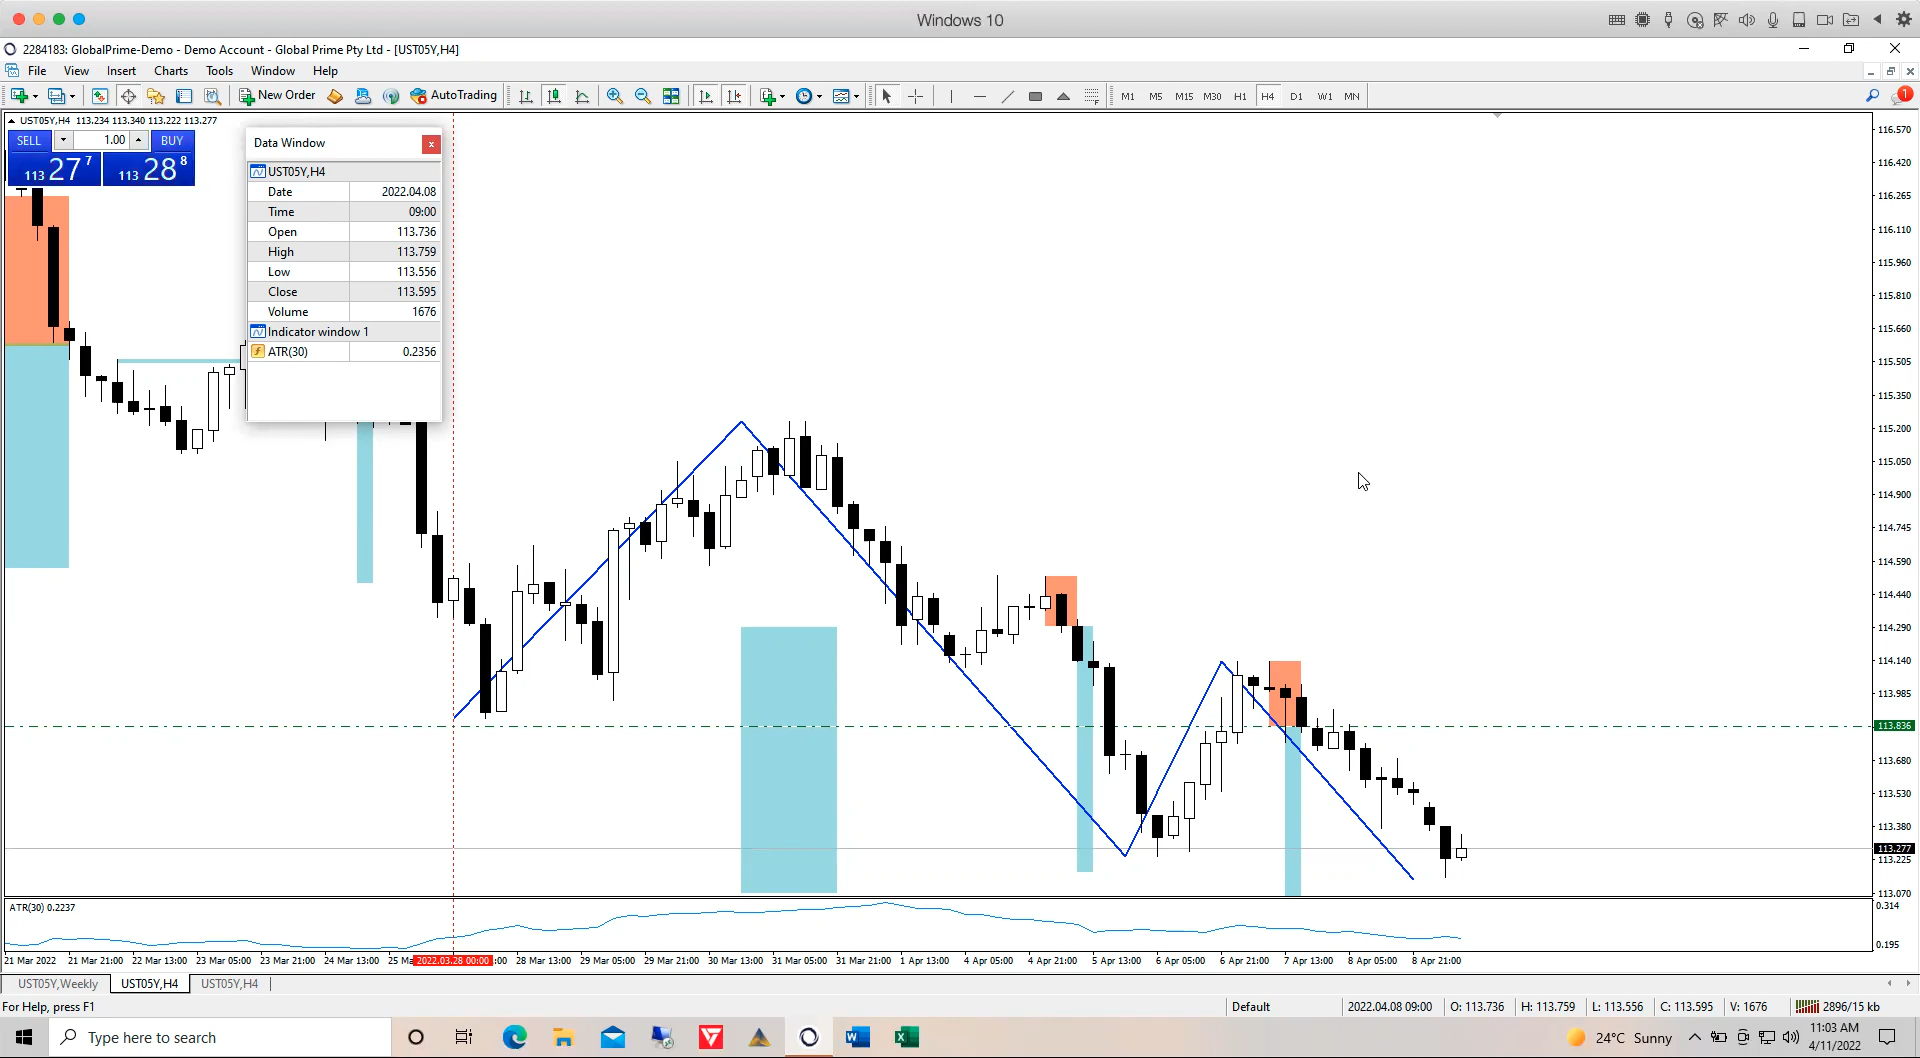 Windows 10
2284183: GlobalPrime-Demo - Demo Account - Global Prime Pty Ltd - [UST05Y,H4]
File View Insert Charts Tools Window Help
New Order AutoTrading M1 M5 M15 M30 H1 H4 D1 W1 MN 1
UST05Y,H4 113.234 113.340 113.222 113.277
SELL 1.00 BUY
113 27 7 113 28 8
Data Window
UST05Y,H4
Date 2022.04.08
Time 09:00
Open 113.736
High 113.759
Low 113.556
Close 113.595
Volume 1676
Indicator window 1
ATR(30) 0.2356
116.570
116.420
116.265
116.110
115.960
115.810
115.660
115.505
115.350
115.200
115.050
114.900
114.745
114.590
114.440
114.290
114.140
113.985
113.836
113.680
113.530
113.380
113.277
113.225
113.070
ATR(30) 0.2237
0.314
0.195
21 Mar 2022 21 Mar 21:00 22 Mar 13:00 23 Mar 05:00 23 Mar 21:00 24 Mar 13:00 25 M 2022.03.28 00:00 :00 28 Mar 13:00 29 Mar 05:00 29 Mar 21:00 30 Mar 13:00 31 Mar 05:00 31 Mar 21:00 1 Apr 13:00 4 Apr 05:00 4 Apr 21:00 5 Apr 13:00 6 Apr 05:00 6 Apr 21:00 7 Apr 13:00 8 Apr 05:00 8 Apr 21:00
UST05Y,Weekly UST05Y,H4 UST05Y,H4
For Help, press F1 Default 2022.04.08 09:00 O: 113.736 H: 113.759 L: 113.556 C: 113.595 V: 1676 2896/15 kb
Type here to search 24°C Sunny 11:03 AM
4/11/2022